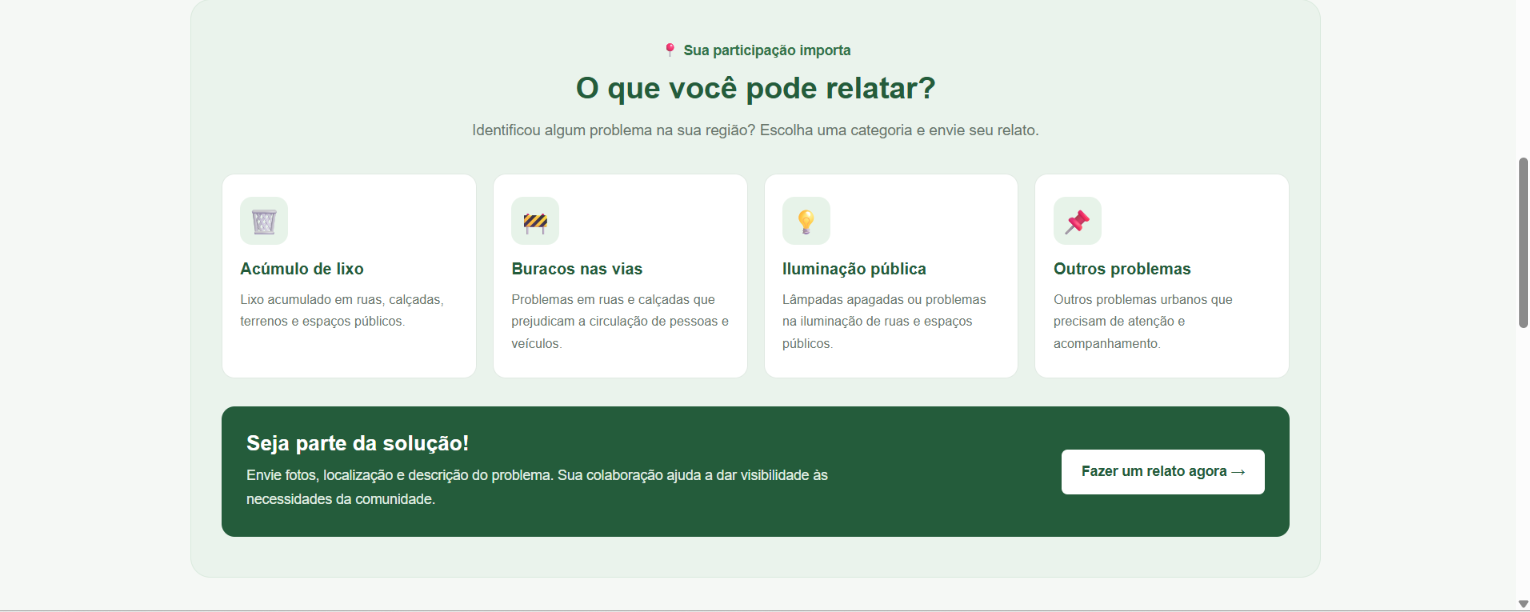 Sua participação importa
O que você pode relatar?
Identificou algum problema na sua região? Escolha uma categoria e envie seu relato.
Acúmulo de lixo
Lixo acumulado em ruas, calçadas,
terrenos e espaços públicos.
Buracos nas vias
Problemas em ruas e calçadas que
prejudicam a circulação de pessoas e
veículos.
Iluminação pública
Lâmpadas apagadas ou problemas
na iluminação de ruas e espaços
públicos.
Outros problemas
Outros problemas urbanos que
precisam de atenção e
acompanhamento.
Seja parte da solução!
Envie fotos, localização e descrição do problema. Sua colaboração ajuda a dar visibilidade às
necessidades da comunidade.
Fazer um relato agora →